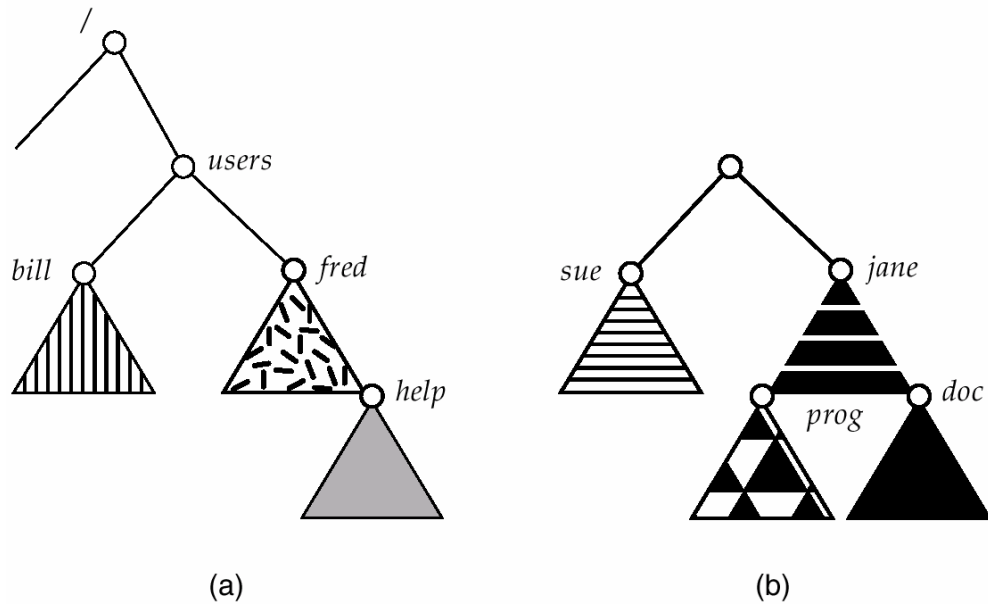 /
users
bill
fred
sue
jane
help
prog
doc
(a)
(b)